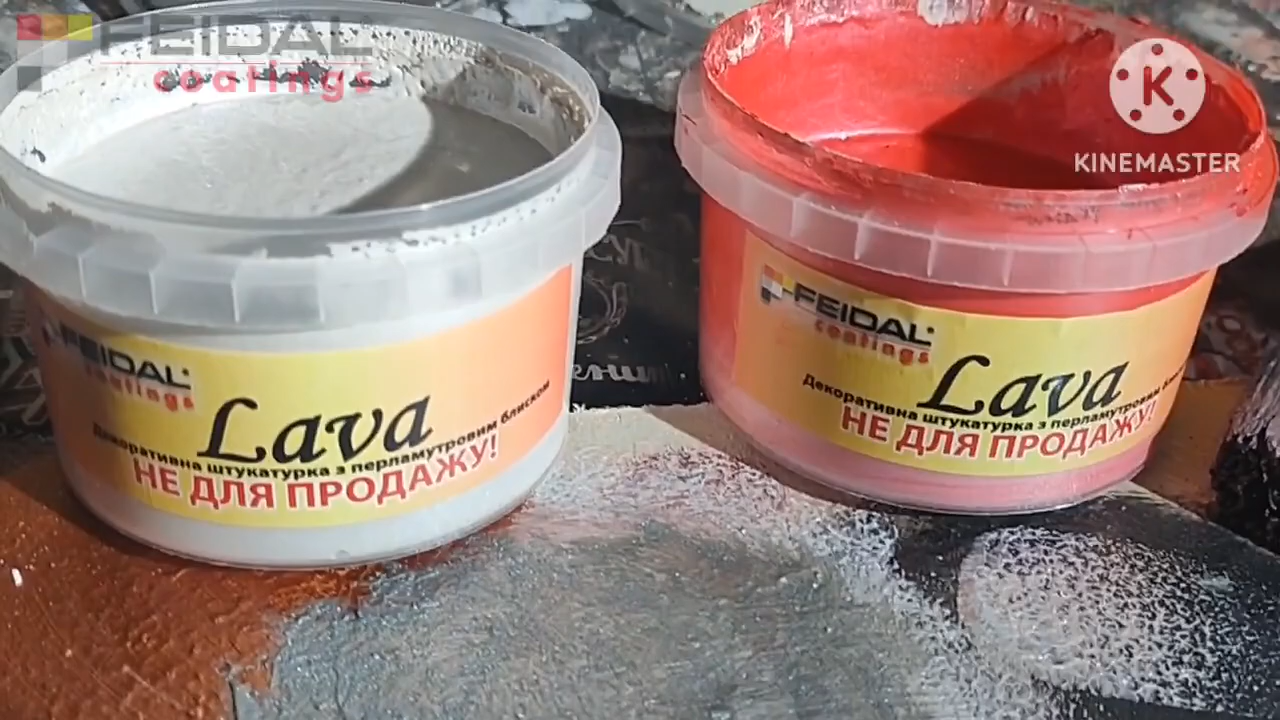 FEIDAL
coatings
K
KINEMASTER
FEIDAL
coatings
Lava
Декоративна штукатурка з перламутровим блиском
НЕ ДЛЯ ПРОДАЖУ!
FEIDAL
coatings
Lava
Декоративна штукатурка з перламутровим
НЕ ДЛЯ ПРОДАЖУ!